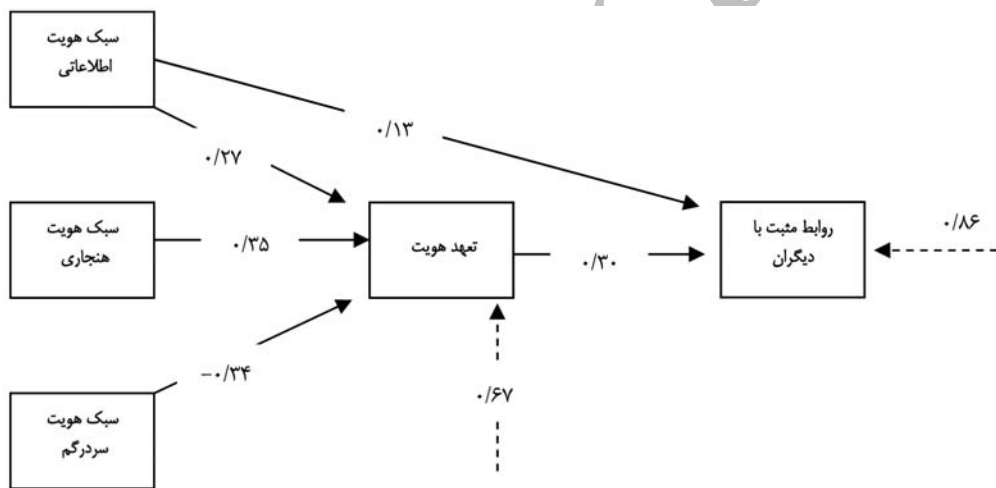 سبک هویت
اطلاعاتی
۰/۱۳
۰/۲۷
سبک هویت
هنجاری
۰/۳۵
تعهد هویت
۰/۳۰
روابط مثبت با
دیگران
۰/۸۶
−۰/۳۴
۰/۶۷
سبک هویت
سردرگم